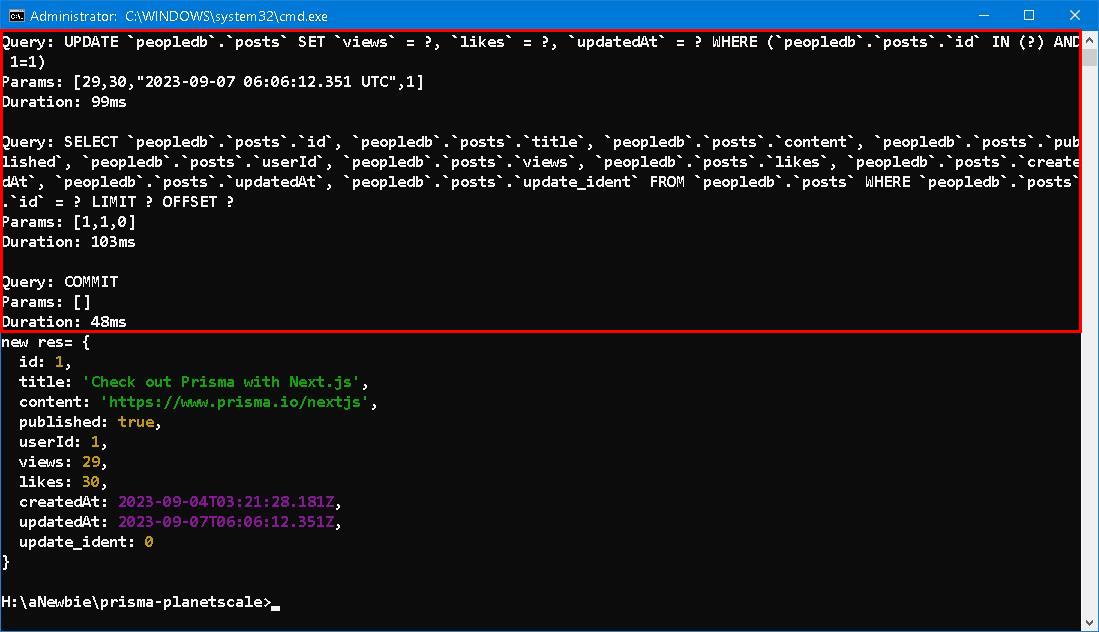 Administrator: C:\WINDOWS\system32\cmd.exe
Query: UPDATE `peopledb`.`posts` SET `views` = ?, `likes` = ?, `updatedAt` = ? WHERE (`peopledb`.`posts`.`id` IN (?) AND
 1=1)
Params: [29,30,"2023-09-07 06:06:12.351 UTC",1]
Duration: 99ms

Query: SELECT `peopledb`.`posts`.`id`, `peopledb`.`posts`.`title`, `peopledb`.`posts`.`content`, `peopledb`.`posts`.`pub
lished`, `peopledb`.`posts`.`userId`, `peopledb`.`posts`.`views`, `peopledb`.`posts`.`likes`, `peopledb`.`posts`.`create
dAt`, `peopledb`.`posts`.`updatedAt`, `peopledb`.`posts`.`update_ident` FROM `peopledb`.`posts` WHERE `peopledb`.`posts`
.`id` = ? LIMIT ? OFFSET ?
Params: [1,1,0]
Duration: 103ms

Query: COMMIT
Params: []
Duration: 48ms
new res= {
  id: 1,
  title: 'Check out Prisma with Next.js',
  content: 'https://www.prisma.io/nextjs',
  published: true,
  userId: 1,
  views: 29,
  likes: 30,
  createdAt: 2023-09-04T03:21:28.181Z,
  updatedAt: 2023-09-07T06:06:12.351Z,
  update_ident: 0
}

H:\aNewbie\prisma-planetscale>